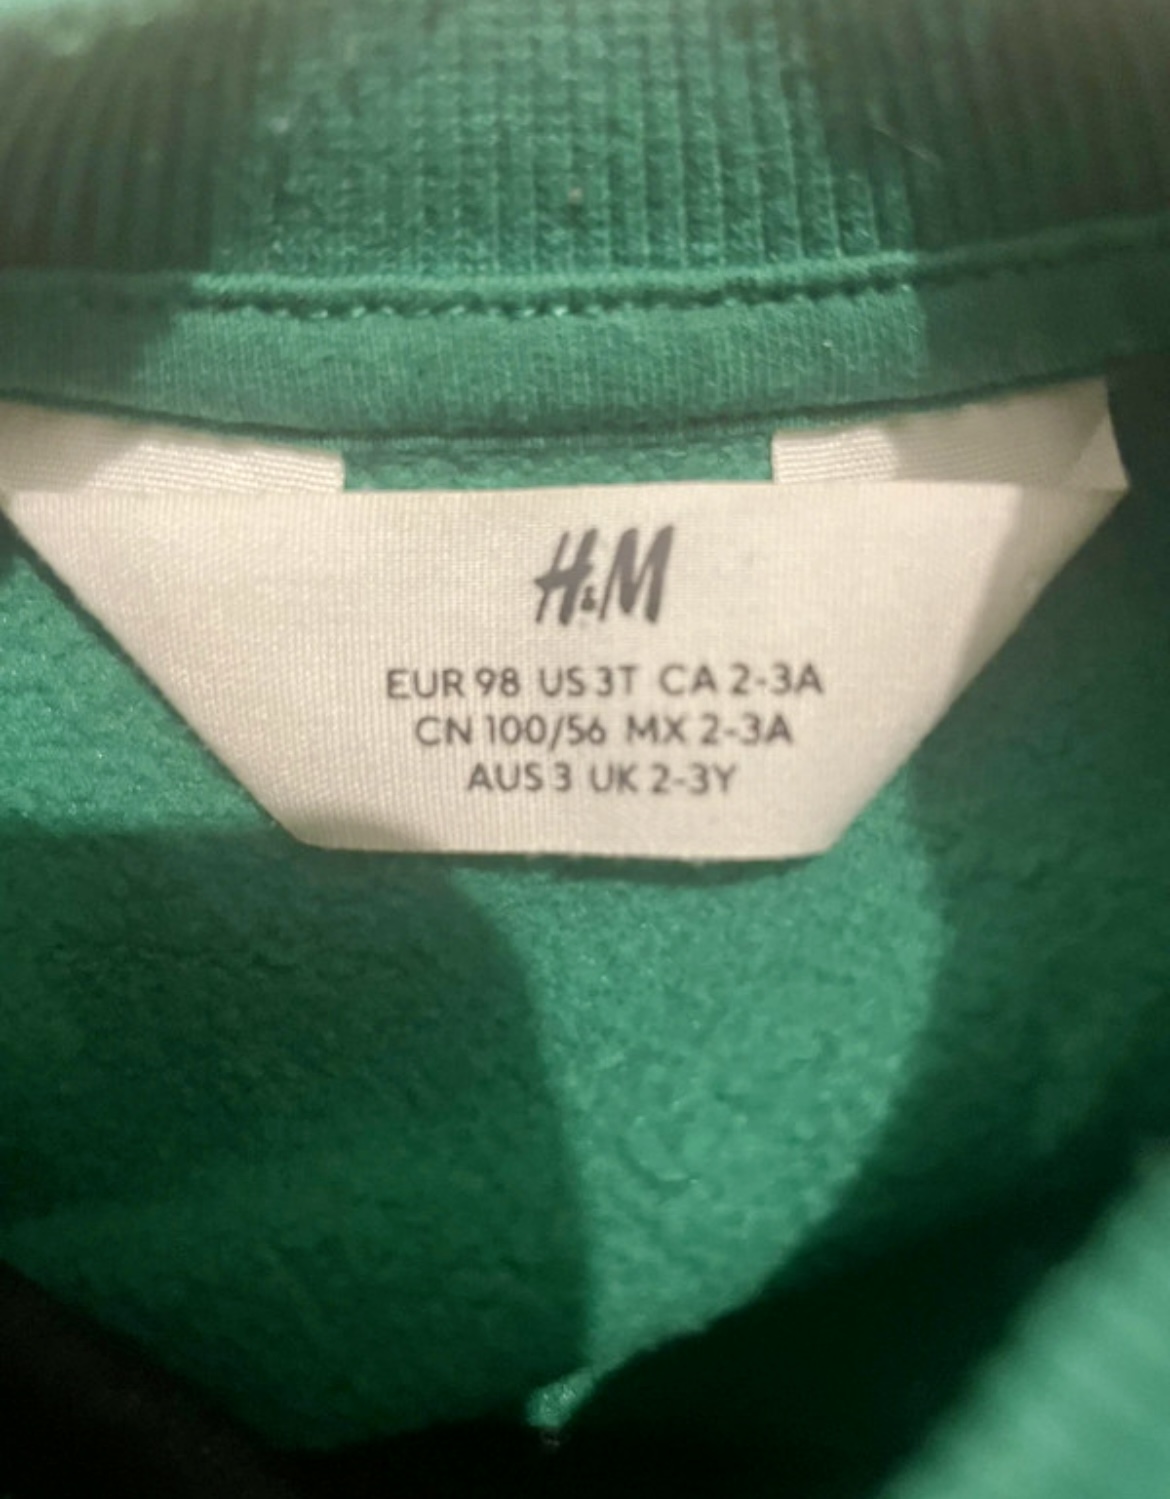 H&M
EUR 98 US 3T CA 2-3A
CN 100/56 MX 2-3A
AUS 3 UK 2-3Y